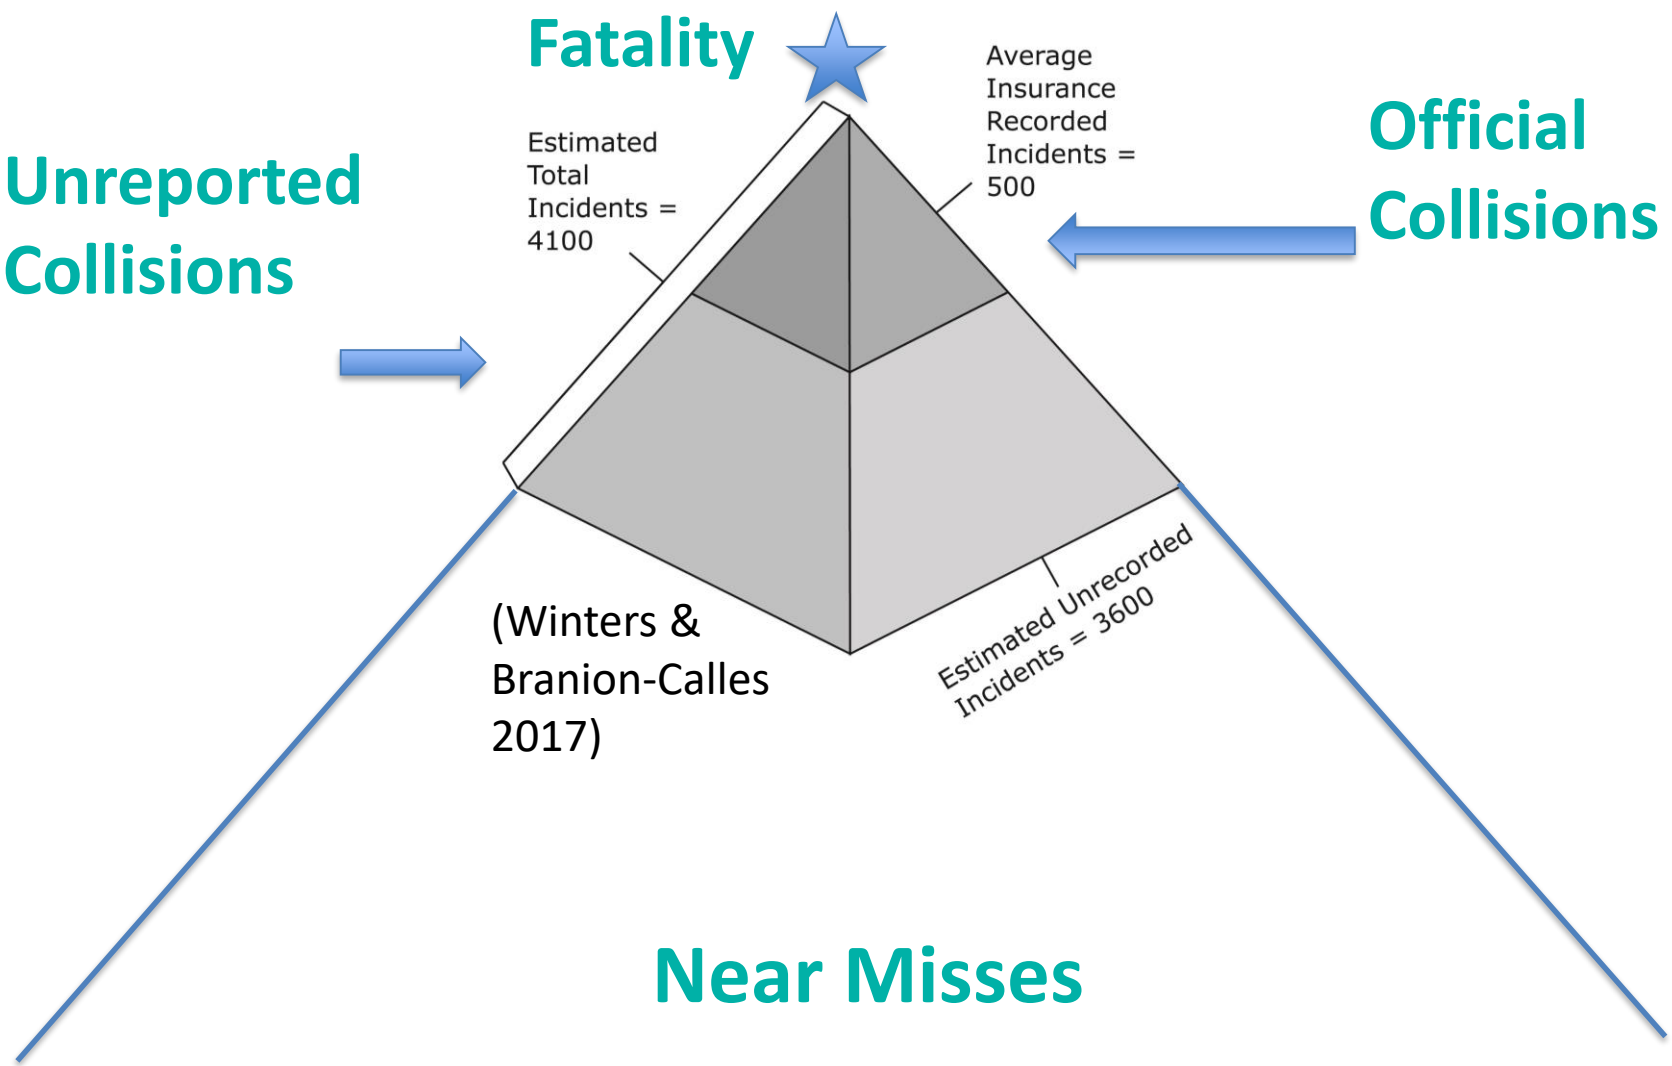 Fatality
Average
Insurance
Recorded
Incidents =
500
Official
Collisions
Estimated
Total
Incidents =
4100
Unreported
Collisions
Estimated Unrecorded
Incidents = 3600
(Winters &
Branion-Calles
2017)
Near Misses